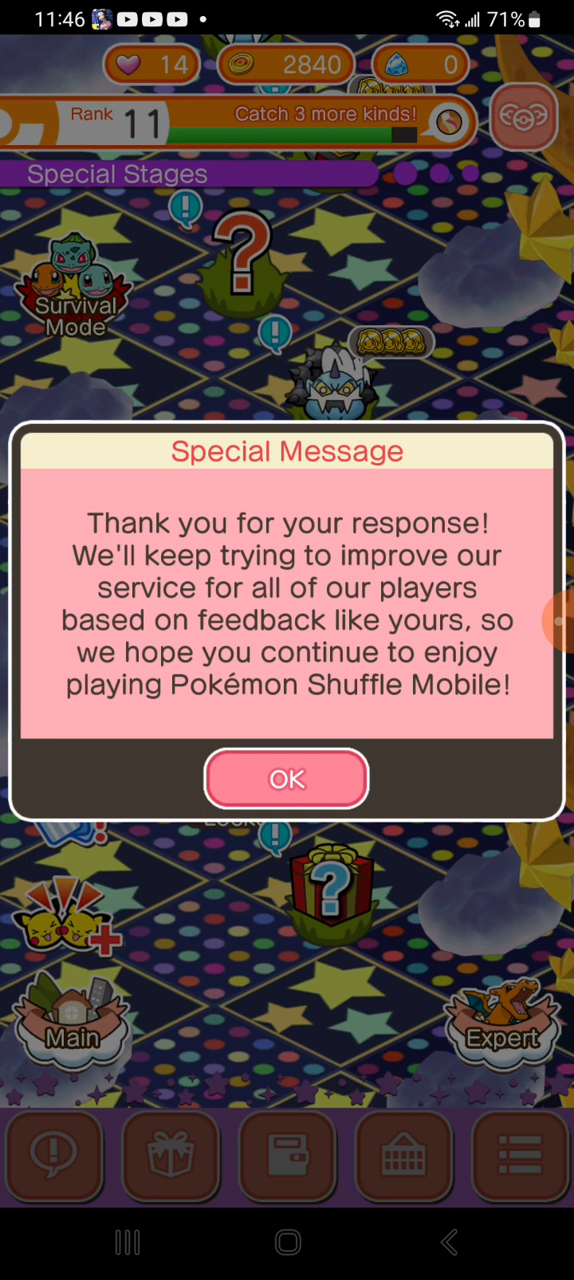 11:46
71%
14
2840
0
Rank 11
Catch 3 more kinds!
Special Stages
!
?
Survival
Mode
!
Special Message
Thank you for your response!
We'll keep trying to improve our
service for all of our players
based on feedback like yours, so
we hope you continue to enjoy
playing Pokémon Shuffle Mobile!
OK
!
?
Main
Expert